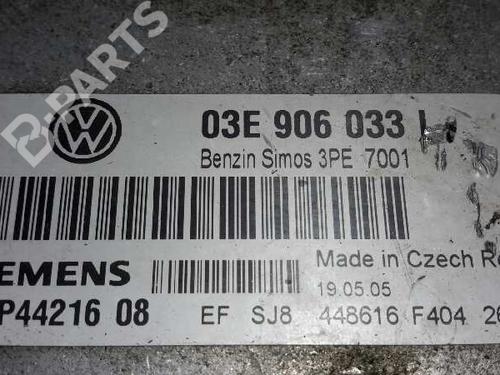 B-PARTS
03E 906 033
Benzin Simos 3PE 7001
EMENS
Made in Czech Re
19.05.05
P44216 08
EF SJ8 448616 F404 26